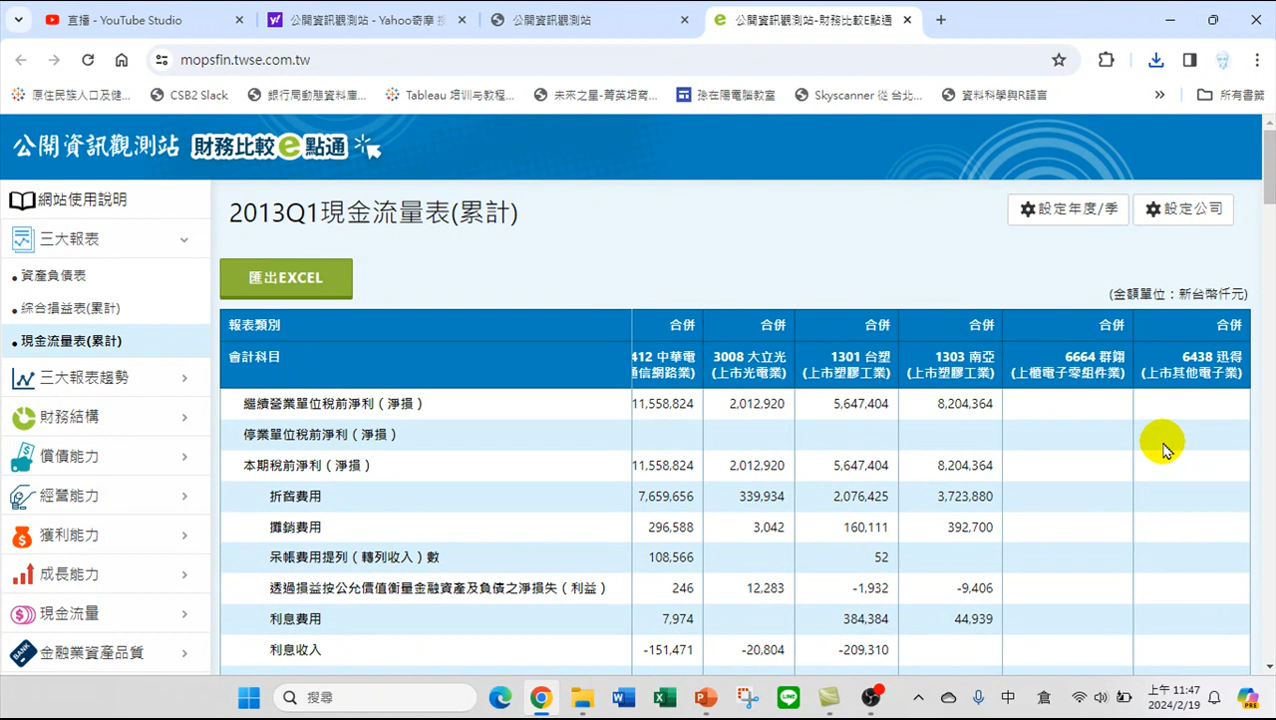 直播 - YouTube Studio
公開資訊觀測站 - Yahoo奇摩 搜
公開資訊觀測站
公開資訊觀測站-財務比較E點通
mopsfin.twse.com.tw
原住民族人口及健...
CSB2 Slack
銀行局動態資料庫...
Tableau 培训与教程...
未來之星-菁英培育...
孫在陽電腦教室
Skyscanner 從 台北...
資料科學與R語言
所有書籤
公開資訊觀測站 財務比較e點通
網站使用說明
三大報表
資產負債表
綜合損益表(累計)
現金流量表(累計)
三大報表趨勢
財務結構
償債能力
經營能力
獲利能力
成長能力
現金流量
金融業資產品質
2013Q1現金流量表(累計)
設定年度/季
設定公司
匯出EXCEL
(金額單位：新台幣仟元)
報表類別 合併 合併 合併 合併 合併 合併
會計科目 412 中華電 3008 大立光 1301 台塑 1303 南亞 6664 群翊 6438 迅得
信網路業) (上市光電業) (上市塑膠工業) (上市塑膠工業) (上櫃電子零組件業) (上市其他電子業)
繼續營業單位稅前淨利（淨損） 11,558,824 2,012,920 5,647,404 8,204,364
停業單位稅前淨利（淨損）
本期稅前淨利（淨損） 11,558,824 2,012,920 5,647,404 8,204,364
折舊費用 7,659,656 339,934 2,076,425 3,723,880
攤銷費用 296,588 3,042 160,111 392,700
呆帳費用提列（轉列收入）數 108,566 52
透過損益按公允價值衡量金融資產及負債之淨損失（利益） 246 12,283 -1,932 -9,406
利息費用 7,974 384,384 44,939
利息收入 -151,471 -20,804 -209,310
搜尋
中
倉
上午 11:47
2024/2/19